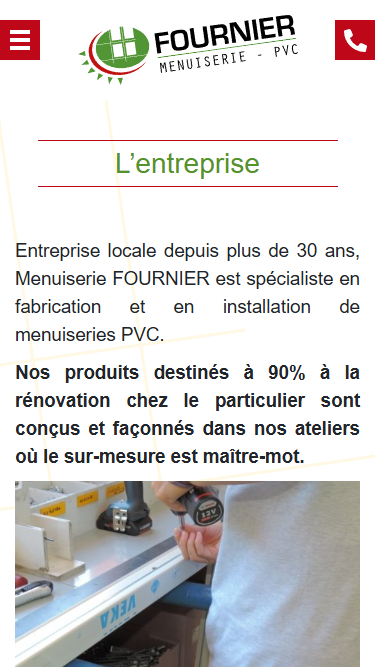 FOURNIER
MENUISERIE - PVC
L’entreprise
Entreprise locale depuis plus de 30 ans,
Menuiserie FOURNIER est spécialiste en
fabrication et en installation de
menuiseries PVC.
Nos produits destinés à 90% à la
rénovation chez le particulier sont
conçus et façonnés dans nos ateliers
où le sur-mesure est maître-mot.
12V
VEKA